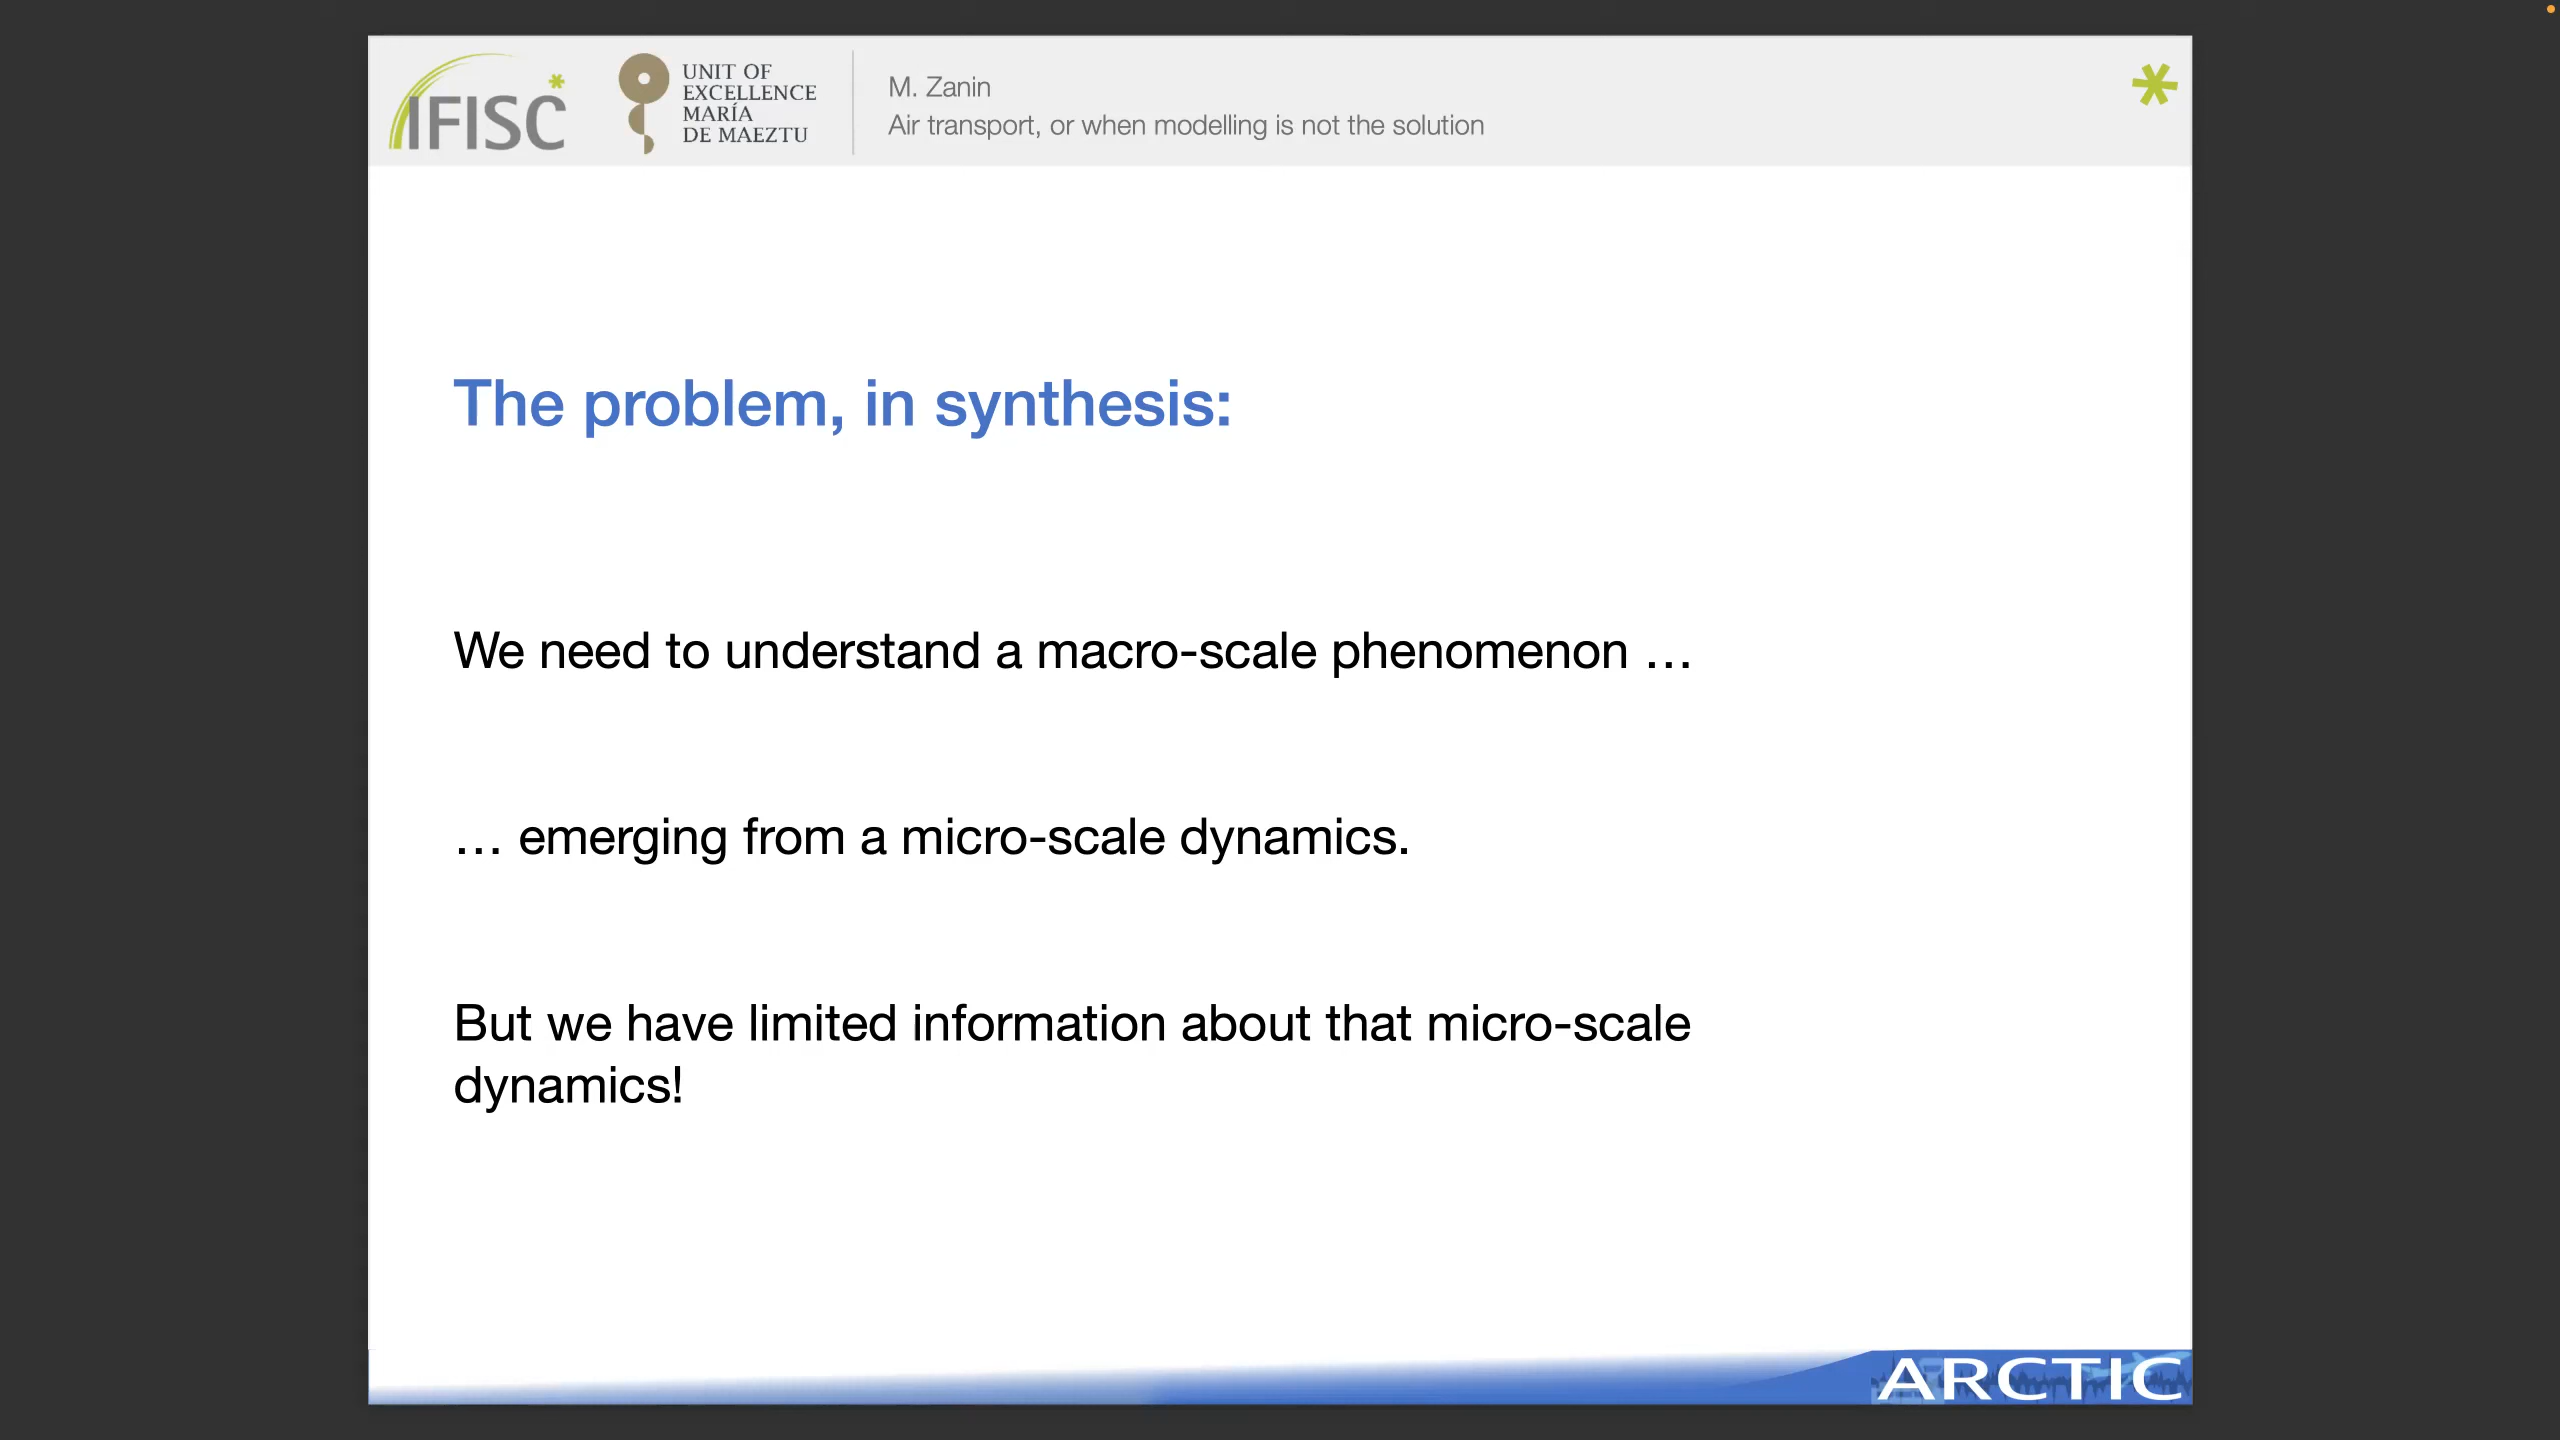 IFISC
UNIT OF
EXCELLENCE
MARÍA
DE MAEZTU
M. Zanin
Air transport, or when modelling is not the solution
The problem, in synthesis:
We need to understand a macro-scale phenomenon …
… emerging from a micro-scale dynamics.
But we have limited information about that micro-scale
dynamics!
ARCTIC